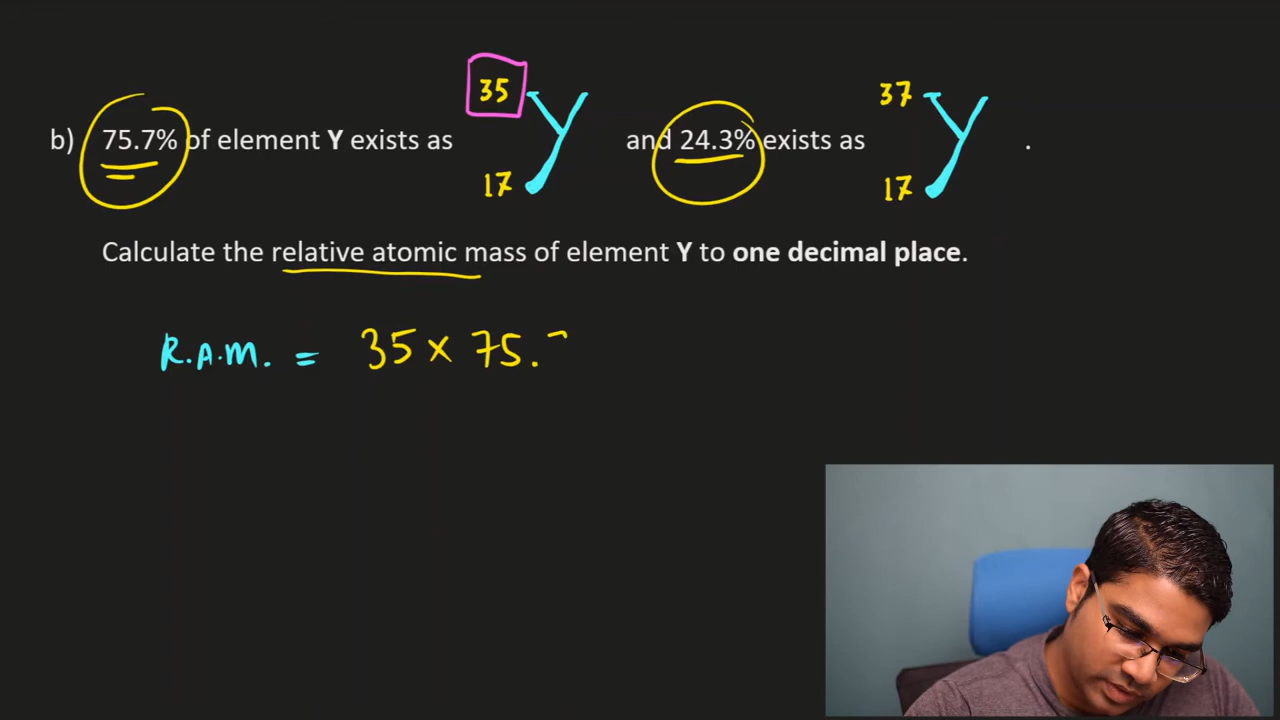 b) 75.7% of element Y exists as 35 17 Y and 24.3% exists as 37 17 Y .
Calculate the relative atomic mass of element Y to one decimal place.
R.A.M. = 35 × 75.